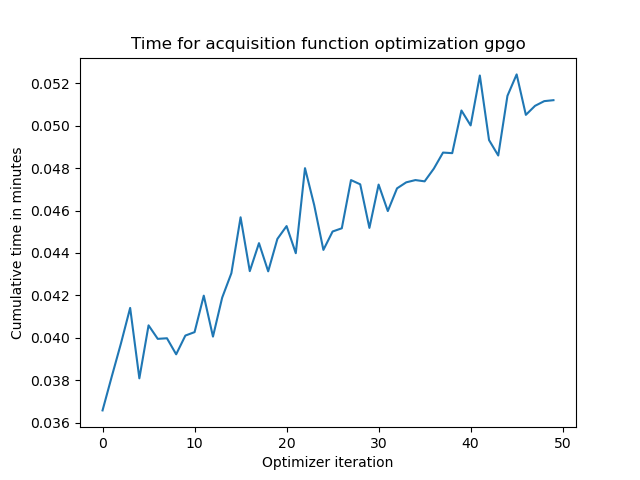 Time for acquisition function optimization gpgo
Cumulative time in minutes
0.052
0.050
0.048
0.046
0.044
0.042
0.040
0.038
0.036
0 10 20 30 40 50
Optimizer iteration